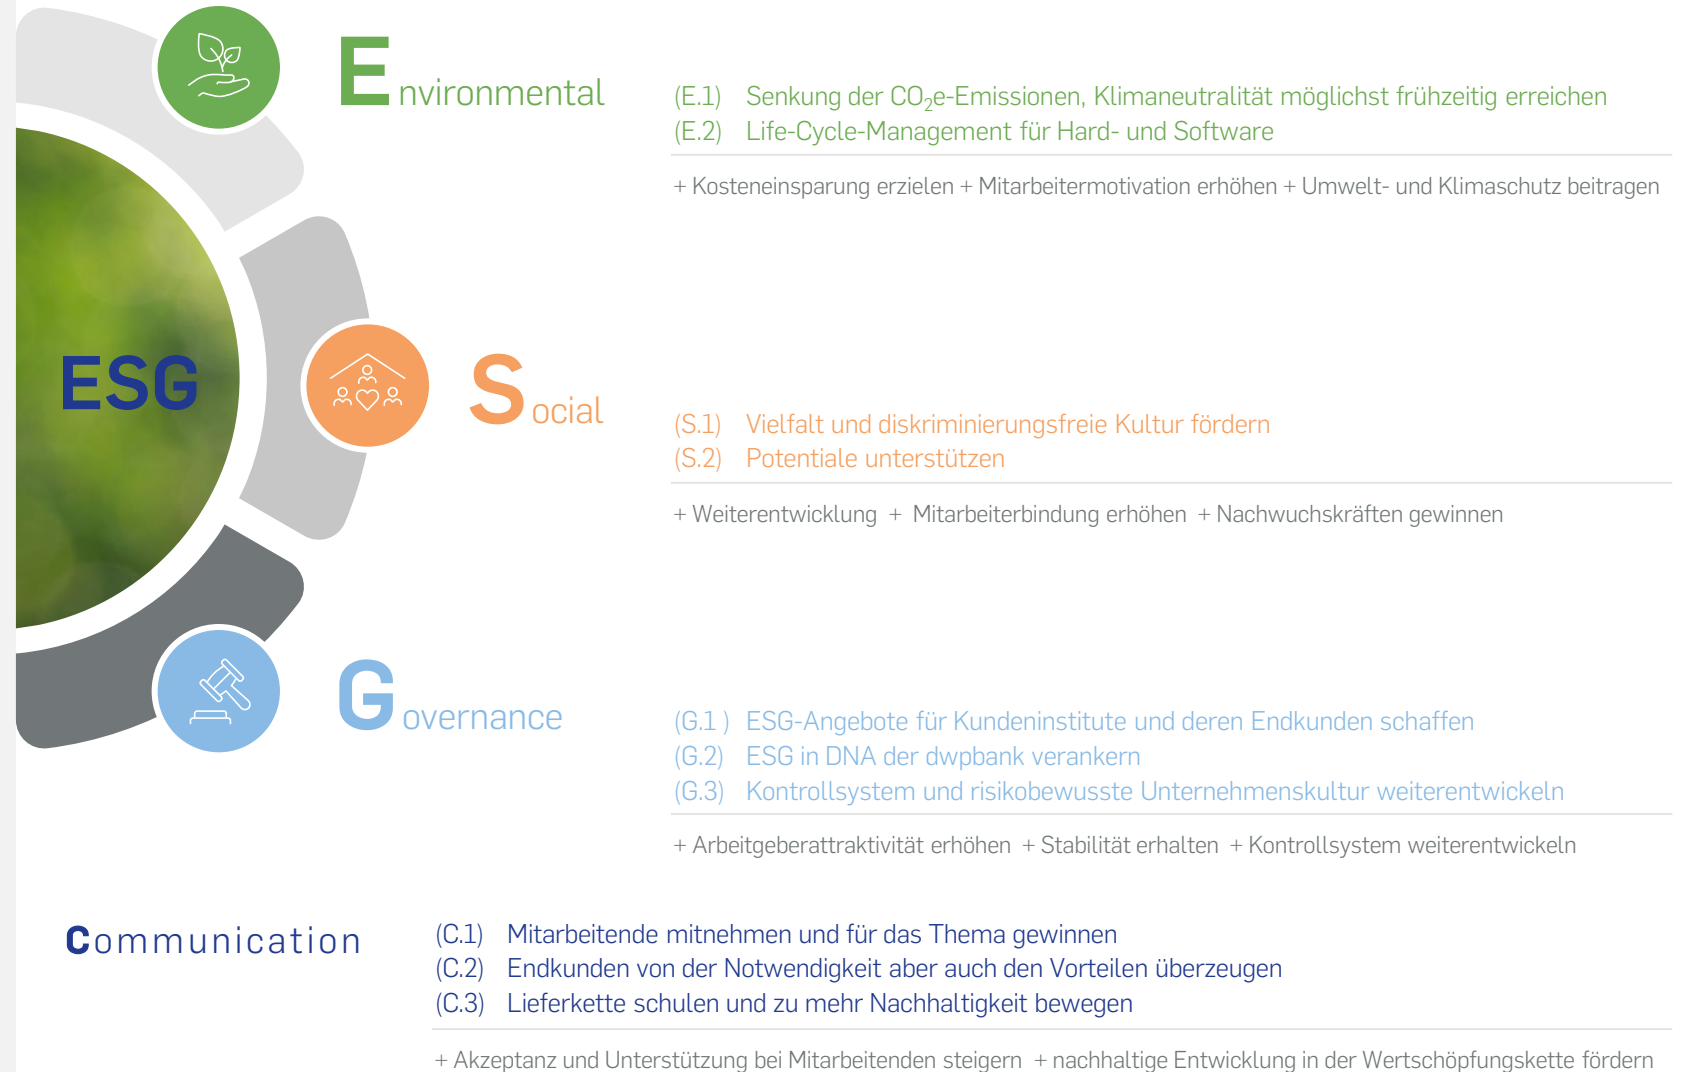 ESG
Environmental
(E.1) Senkung der CO₂e-Emissionen, Klimaneutralität möglichst frühzeitig erreichen
(E.2) Life-Cycle-Management für Hard- und Software
+ Kosteneinsparung erzielen + Mitarbeitermotivation erhöhen + Umwelt- und Klimaschutz beitragen
Social
(S.1) Vielfalt und diskriminierungsfreie Kultur fördern
(S.2) Potentiale unterstützen
+ Weiterentwicklung + Mitarbeiterbindung erhöhen + Nachwuchskräften gewinnen
Governance
(G.1 ) ESG-Angebote für Kundeninstitute und deren Endkunden schaffen
(G.2) ESG in DNA der dwpbank verankern
(G.3) Kontrollsystem und risikobewusste Unternehmenskultur weiterentwickeln
+ Arbeitgeberattraktivität erhöhen + Stabilität erhalten + Kontrollsystem weiterentwickeln
Communication
(C.1) Mitarbeitende mitnehmen und für das Thema gewinnen
(C.2) Endkunden von der Notwendigkeit aber auch den Vorteilen überzeugen
(C.3) Lieferkette schulen und zu mehr Nachhaltigkeit bewegen
+ Akzeptanz und Unterstützung bei Mitarbeitenden steigern + nachhaltige Entwicklung in der Wertschöpfungskette fördern